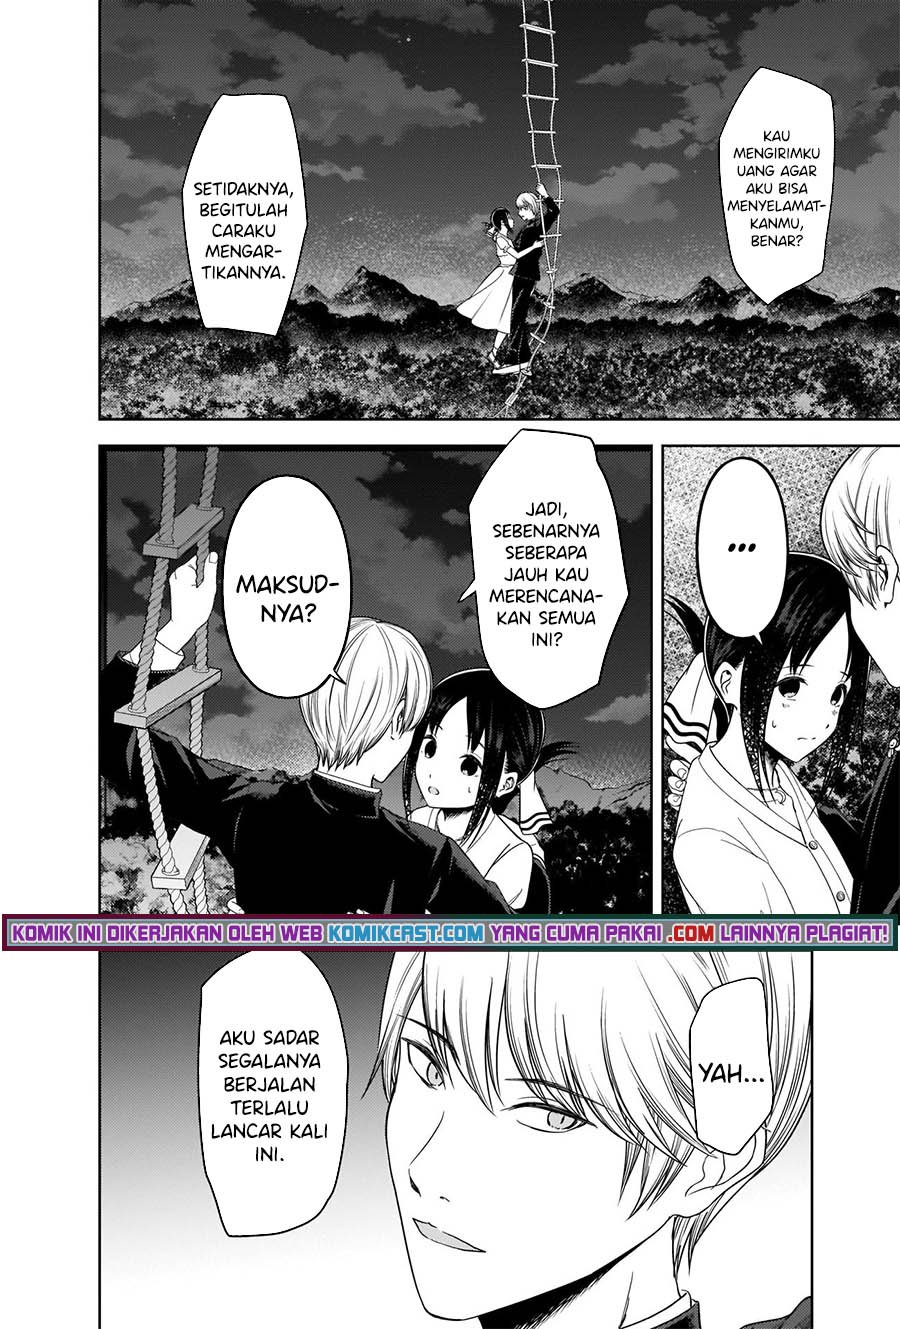 KAU
MENGIRIMKU
UANG AGAR
AKU BISA
MENYELAMAT-
KANMU,
BENAR?
SETIDAKNYA,
BEGITULAH
CARAKU
MENGAR-
TIKANNYA.
...
JADI,
SEBENARNYA
SEBERAPA
JAUH KAU
MERENCANA-
KAN SEMUA
INI?
MAKSUD-
NYA?
KOMIK INI DIKERJAKAN OLEH WEB KOMIKCAST.COM YANG CUMA PAKAI .COM LAINNYA PLAGIAT!
YAH...
AKU SADAR
SEGALANYA
BERJALAN
TERLALU
LANCAR KALI
INI.